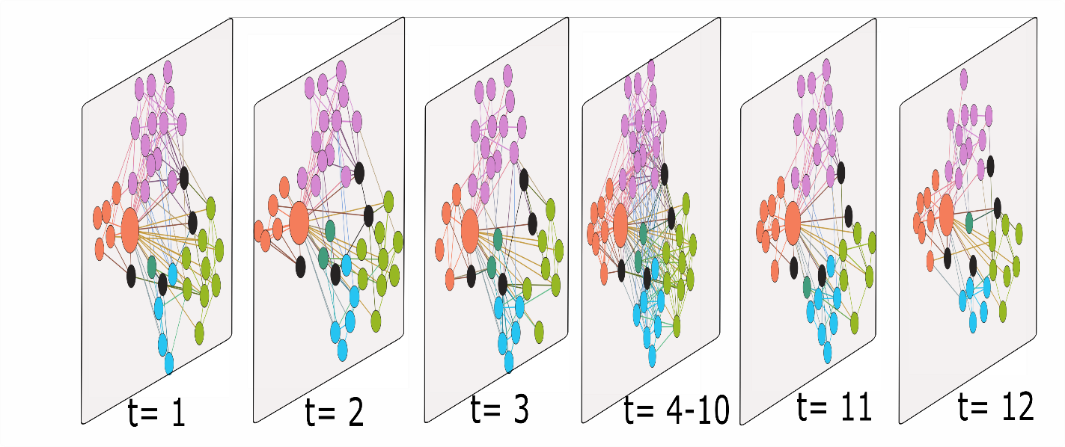 t= 1
t= 2
t= 3
t= 4-10
t= 11
t= 12